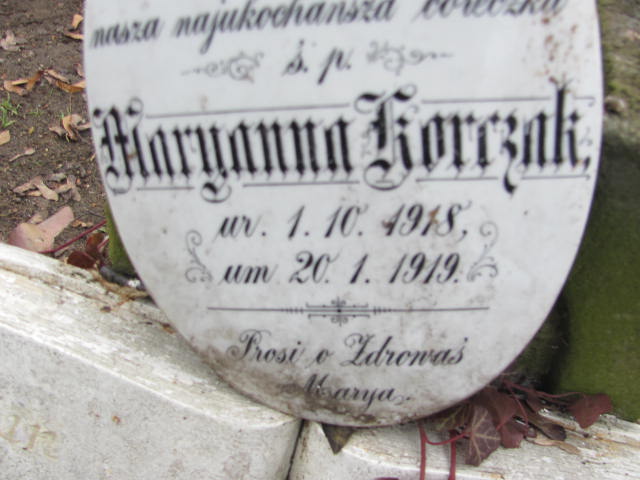 nasza najukochańsza córeczka
ś. p.
Maryanna Korczak,
ur. 1. 10. 1918,
um 20. 1. 1919.
Prosi o Zdrowaś
Marya.